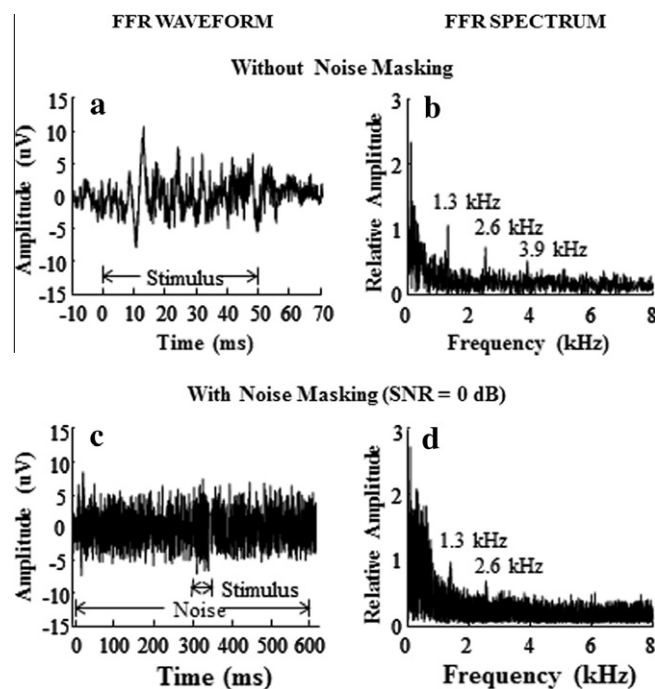 FFR WAVEFORM FFR SPECTRUM
Without Noise Masking
a
15
10
5
0
-5
-10
-15
Amplitude (uV)
Stimulus
-10 0 10 20 30 40 50 60 70
Time (ms)
b
3
2
1
0
Relative Amplitude
1.3 kHz
2.6 kHz
3.9 kHz
0 2 4 6 8
Frequency (kHz)
With Noise Masking (SNR = 0 dB)
c
15
10
5
0
-5
-10
-15
Amplitude (uV)
Stimulus
Noise
0 100 200 300 400 500 600
Time (ms)
d
3
2
1
0
Relative Amplitude
1.3 kHz
2.6 kHz
0 2 4 6 8
Frequency (kHz)